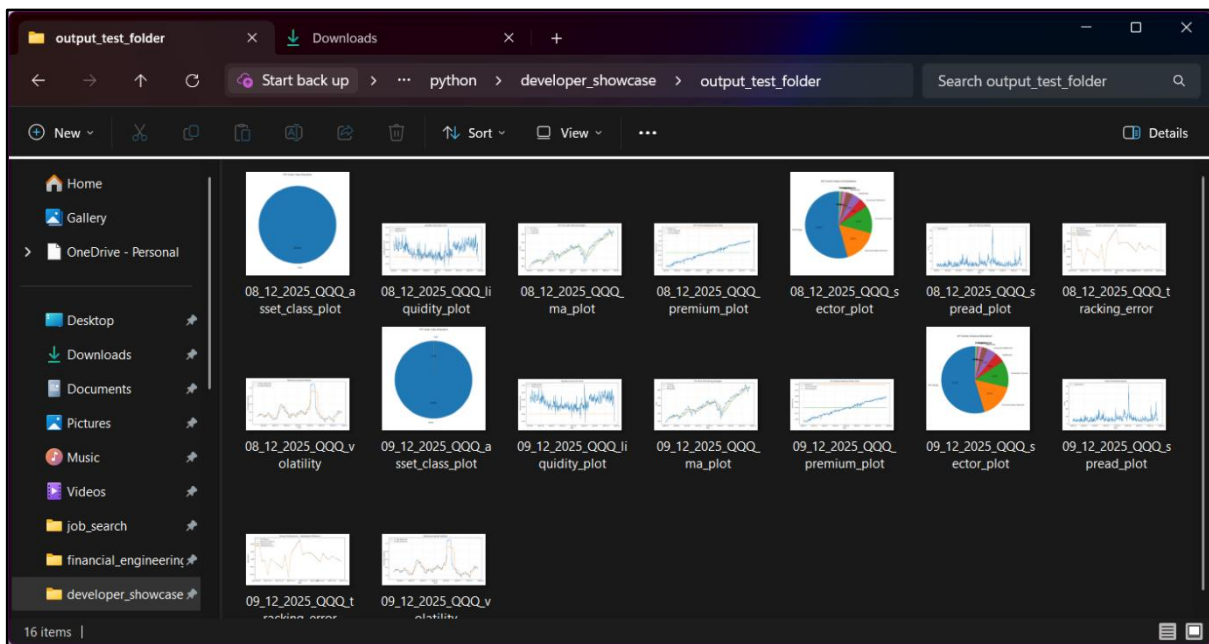 output_test_folder
Downloads
Start back up > ... python > developer_showcase > output_test_folder
Search output_test_folder
New
Sort
View
Details
Home
Gallery
OneDrive - Personal
Desktop
Downloads
Documents
Pictures
Music
Videos
job_search
financial_engineering
developer_showcase
08_12_2025_QQQ_a
sset_class_plot
08_12_2025_QQQ_li
quidity_plot
08_12_2025_QQQ_
ma_plot
08_12_2025_QQQ_
premium_plot
08_12_2025_QQQ_s
ector_plot
08_12_2025_QQQ_s
pread_plot
08_12_2025_QQQ_t
racking_error
08_12_2025_QQQ_v
olatility
09_12_2025_QQQ_a
sset_class_plot
09_12_2025_QQQ_li
quidity_plot
09_12_2025_QQQ_
ma_plot
09_12_2025_QQQ_
premium_plot
09_12_2025_QQQ_s
ector_plot
09_12_2025_QQQ_s
pread_plot
09_12_2025_QQQ_t
racking_error
09_12_2025_QQQ_v
olatility
16 items